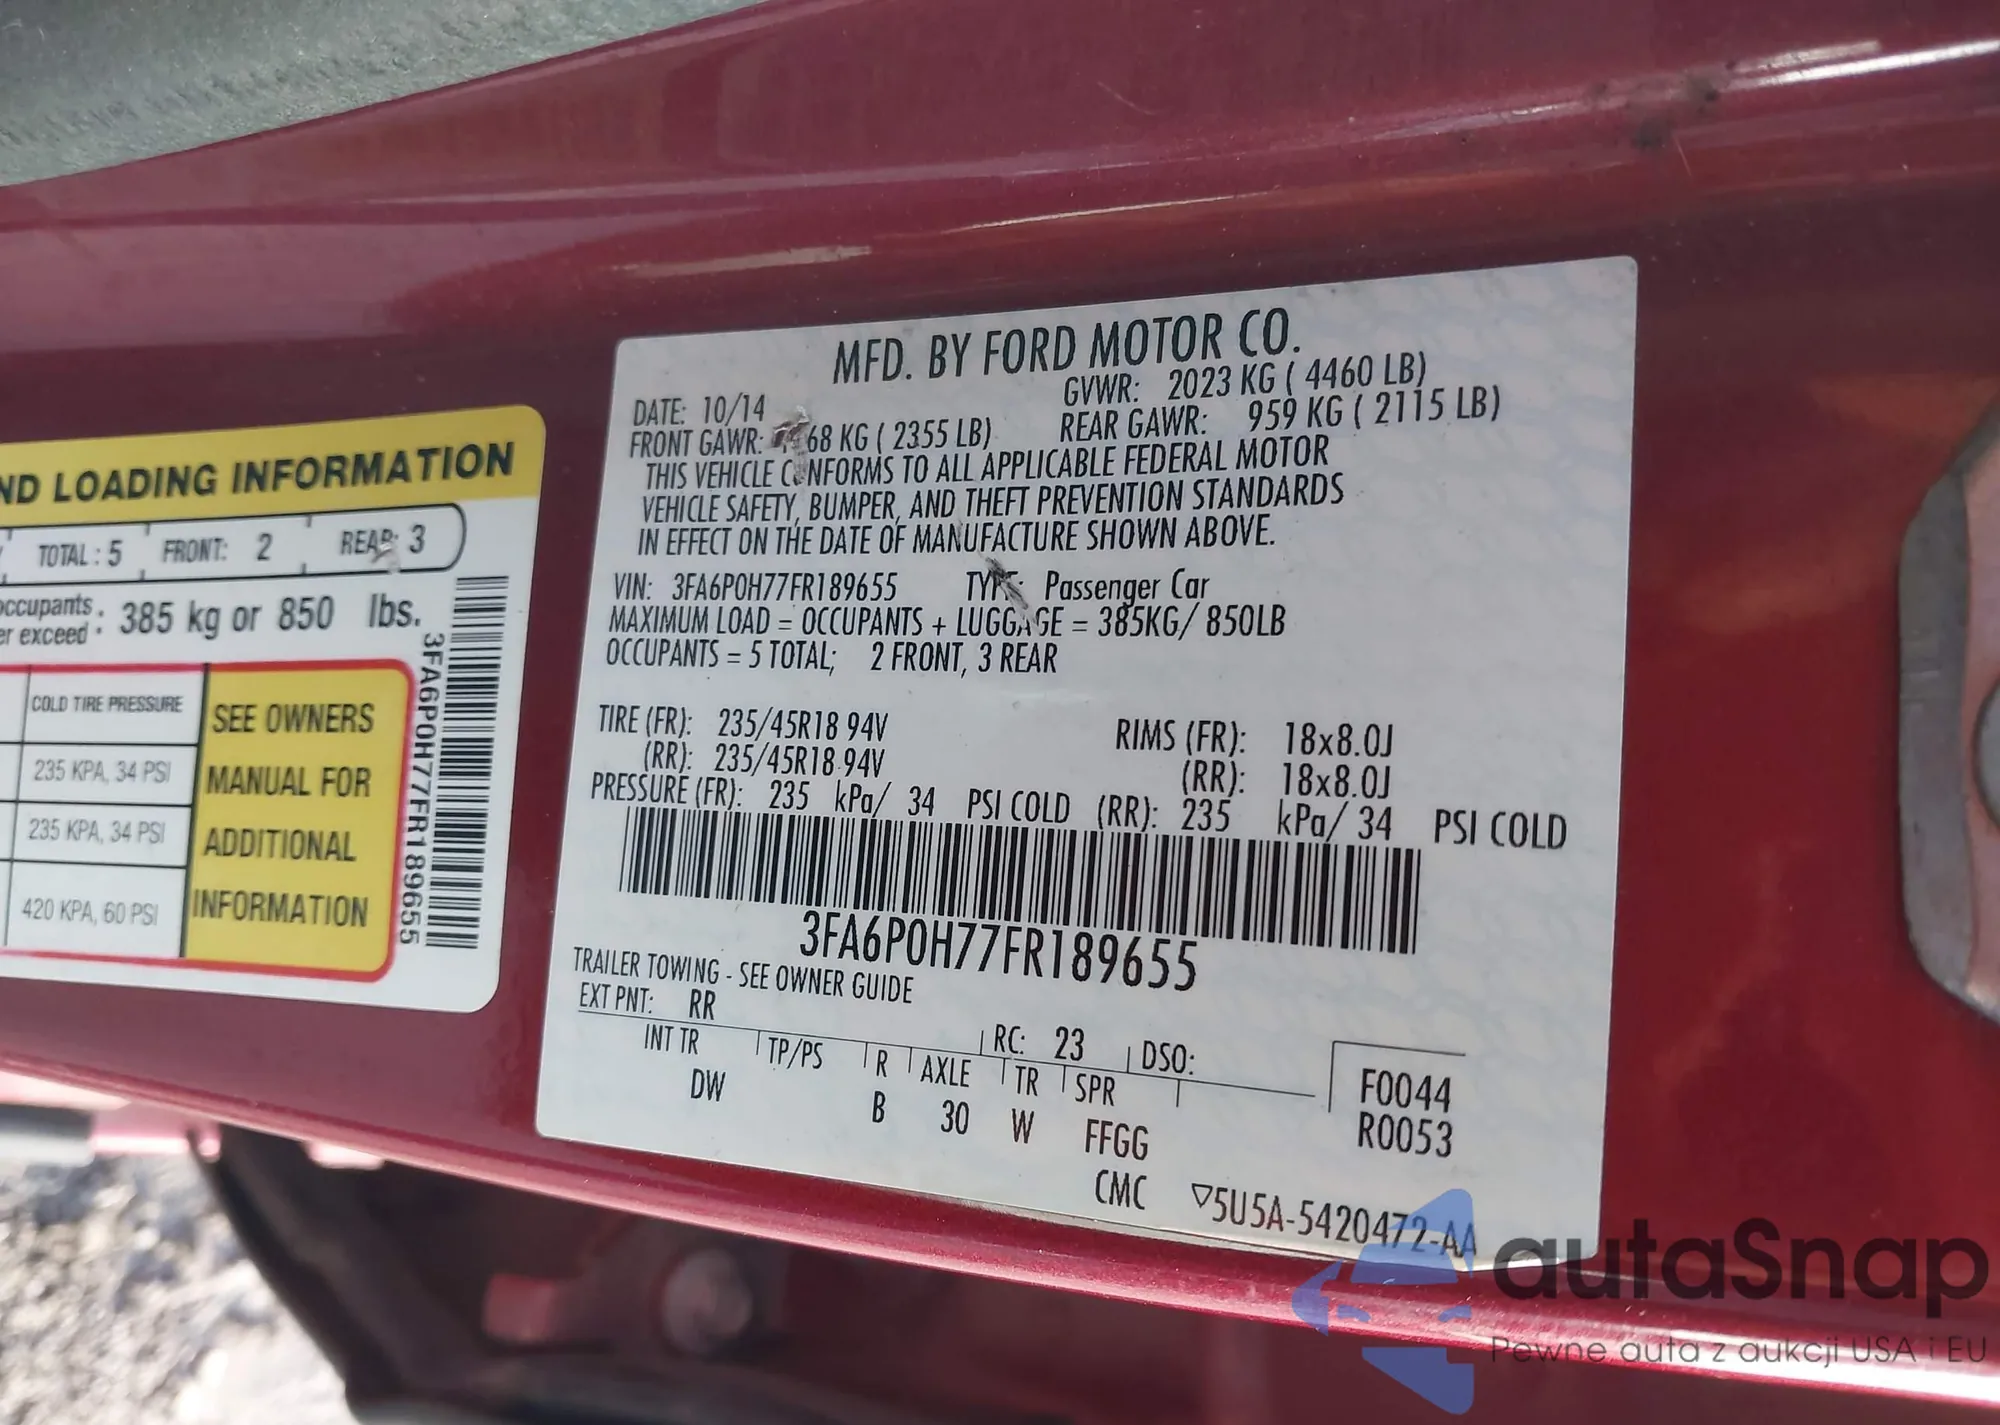 ND LOADING INFORMATION
TOTAL: 5 FRONT: 2 REAR: 3
occupants
er exceed : 385 kg or 850 lbs.
COLD TIRE PRESSURE
235 KPA, 34 PSI
235 KPA, 34 PSI
420 KPA, 60 PSI
SEE OWNERS
MANUAL FOR
ADDITIONAL
INFORMATION
3FA6P0H77FR189655
MFD. BY FORD MOTOR CO.
DATE: 10/14 GVWR: 2023 KG ( 4460 LB)
FRONT GAWR: 68 KG ( 2355 LB) REAR GAWR: 959 KG ( 2115 LB)
THIS VEHICLE CONFORMS TO ALL APPLICABLE FEDERAL MOTOR
VEHICLE SAFETY, BUMPER, AND THEFT PREVENTION STANDARDS
IN EFFECT ON THE DATE OF MANUFACTURE SHOWN ABOVE.
VIN: 3FA6P0H77FR189655 TYPE: Passenger Car
MAXIMUM LOAD = OCCUPANTS + LUGGAGE = 385KG/ 850LB
OCCUPANTS = 5 TOTAL; 2 FRONT, 3 REAR
TIRE (FR): 235/45R18 94V RIMS (FR): 18x8.0J
(RR): 235/45R18 94V (RR): 18x8.0J
PRESSURE (FR): 235 kPa/ 34 PSI COLD (RR): 235 kPa/ 34 PSI COLD
3FA6P0H77FR189655
TRAILER TOWING - SEE OWNER GUIDE
EXT PNT: RR RC: 23 DSO:
INT TR TP/PS R AXLE TR SPR F0044
DW B 30 W FFGG R0053
CMC ▽5U5A-5420472-AA
autaSnap
Pewne auta z aukcji USA i EU